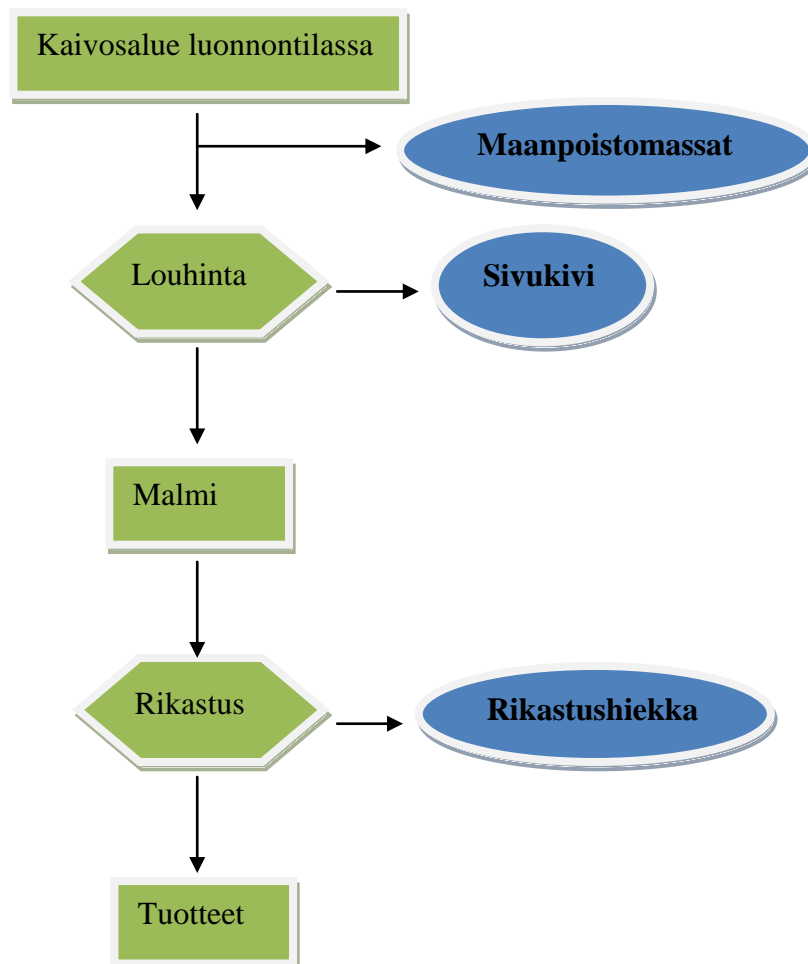 Kaivosalue luonnontilassa
Maanpoistomassat
Louhinta
Sivukivi
Malmi
Rikastus
Rikastushiekka
Tuotteet